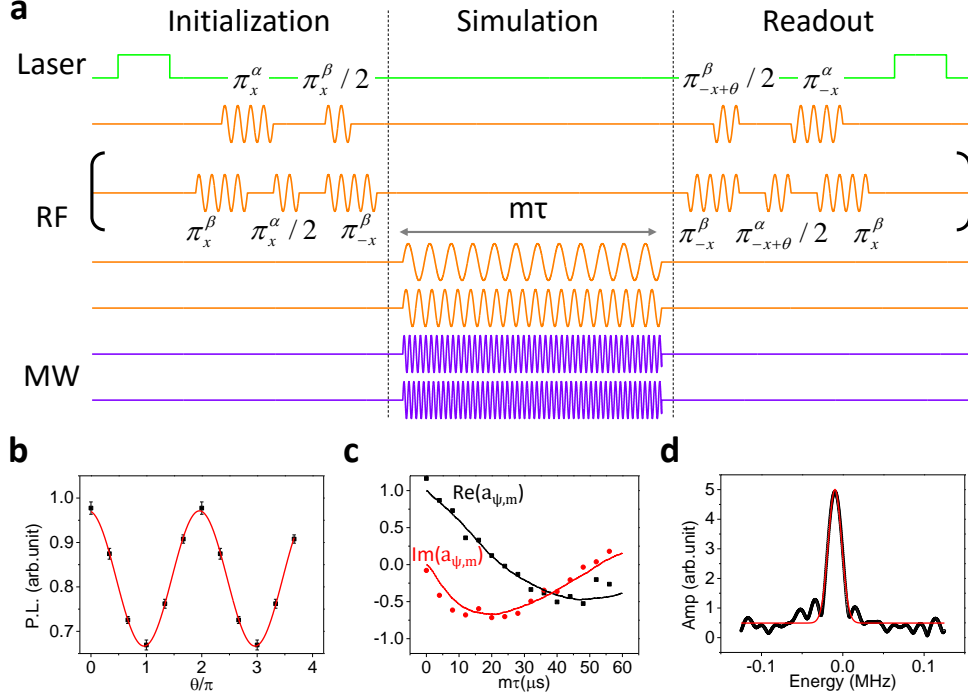 a
Initialization Simulation Readout
Laser
π_x^α π_x^β / 2 π_{-x+θ}^β / 2 π_{-x}^α
RF
mτ
π_x^β π_x^α / 2 π_{-x}^β π_{-x}^β π_{-x+θ}^α / 2 π_x^β
MW
b
P.L. (arb.unit)
1.0
0.9
0.8
0.7
0 1 2 3 4
θ/π
c
1.0
0.5
0.0
-0.5
-1.0
Re(a_{ψ,m})
Im(a_{ψ,m})
0 10 20 30 40 50 60
mτ(μs)
d
Amp (arb.unit)
5
4
3
2
1
0
-0.1 0.0 0.1
Energy (MHz)